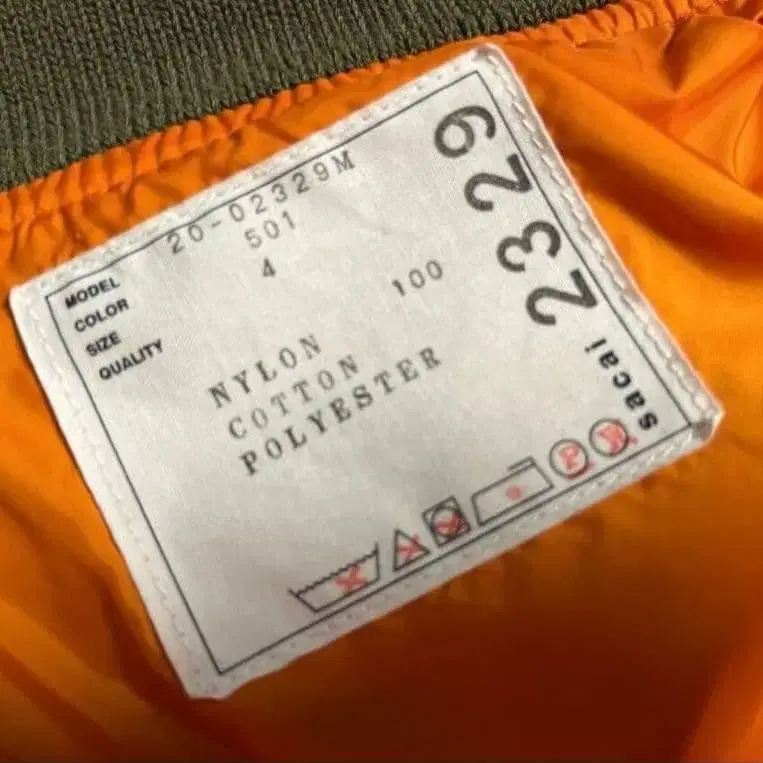 MODEL 20-02329M
COLOR 501
SIZE 4
QUALITY
NYLON 100
COTTON
POLYESTER
2329
sacai
P